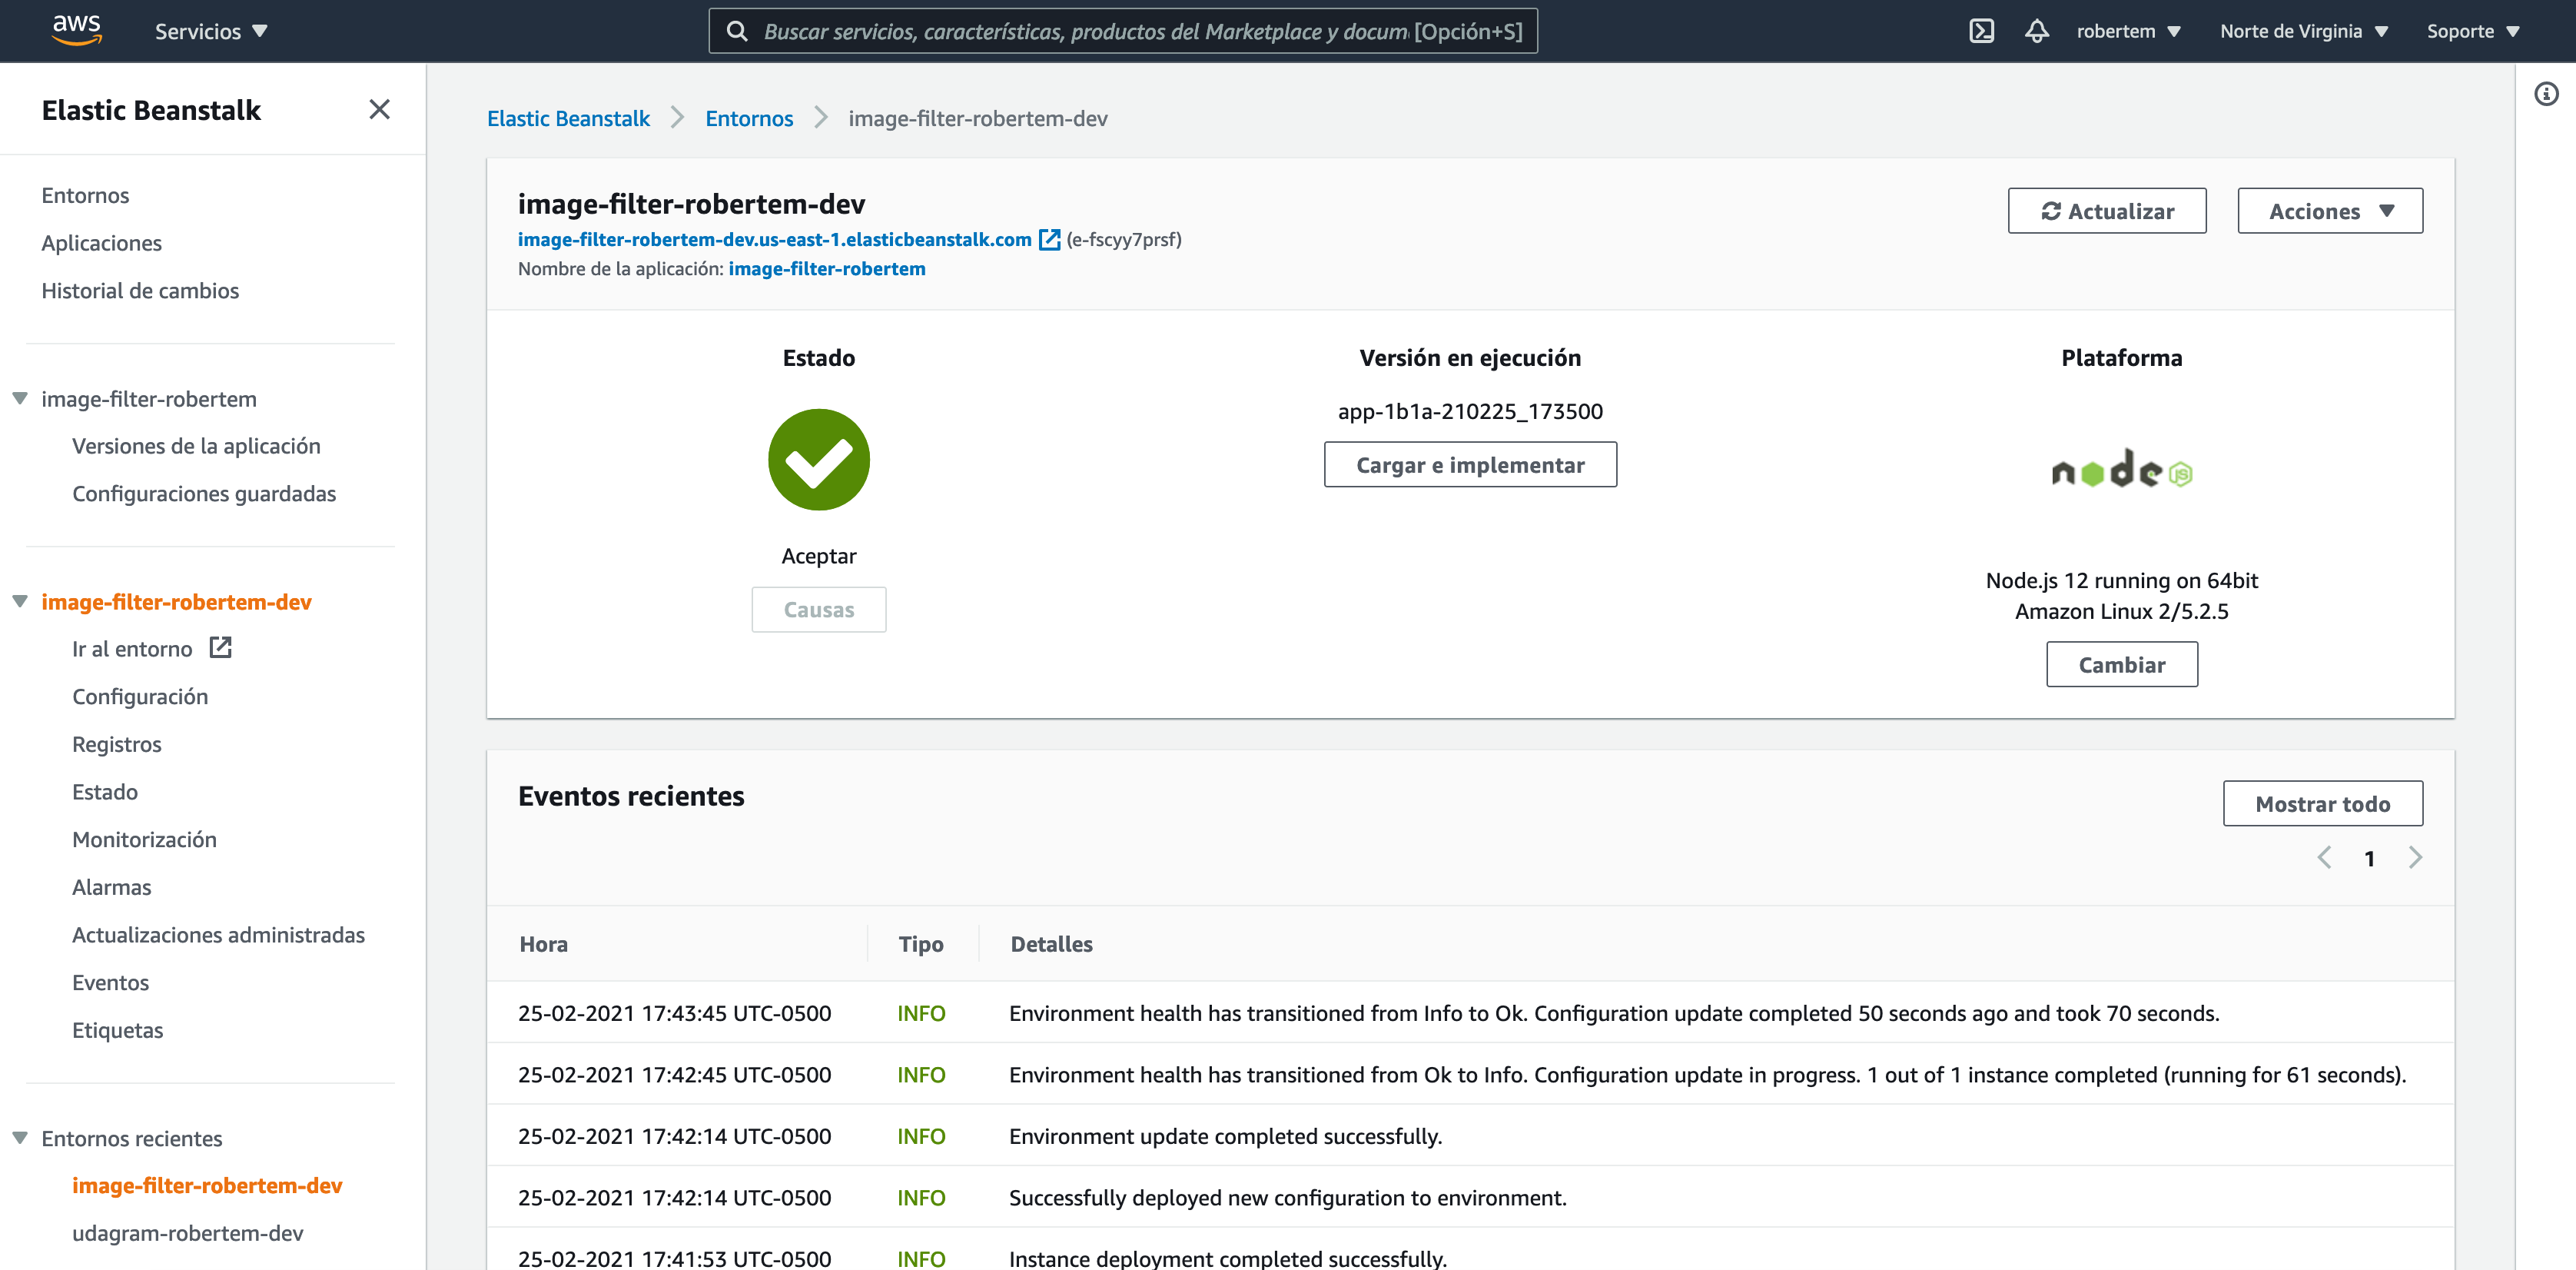 aws
Servicios
Buscar servicios, características, productos del Marketplace y docum [Opción+S]
robertem
Norte de Virginia
Soporte
Elastic Beanstalk
Entornos
Aplicaciones
Historial de cambios
image-filter-robertem
Versiones de la aplicación
Configuraciones guardadas
image-filter-robertem-dev
Ir al entorno
Configuración
Registros
Estado
Monitorización
Alarmas
Actualizaciones administradas
Eventos
Etiquetas
Entornos recientes
image-filter-robertem-dev
udagram-robertem-dev
Elastic Beanstalk > Entornos > image-filter-robertem-dev
image-filter-robertem-dev
image-filter-robertem-dev.us-east-1.elasticbeanstalk.com (e-fscyy7prsf)
Nombre de la aplicación: image-filter-robertem
Actualizar
Acciones
Estado
Aceptar
Causas
Versión en ejecución
app-1b1a-210225_173500
Cargar e implementar
Plataforma
node JS
Node.js 12 running on 64bit
Amazon Linux 2/5.2.5
Cambiar
Eventos recientes
Mostrar todo
1
Hora Tipo Detalles
25-02-2021 17:43:45 UTC-0500 INFO Environment health has transitioned from Info to Ok. Configuration update completed 50 seconds ago and took 70 seconds.
25-02-2021 17:42:45 UTC-0500 INFO Environment health has transitioned from Ok to Info. Configuration update in progress. 1 out of 1 instance completed (running for 61 seconds).
25-02-2021 17:42:14 UTC-0500 INFO Environment update completed successfully.
25-02-2021 17:42:14 UTC-0500 INFO Successfully deployed new configuration to environment.
25-02-2021 17:41:53 UTC-0500 INFO Instance deployment completed successfully.